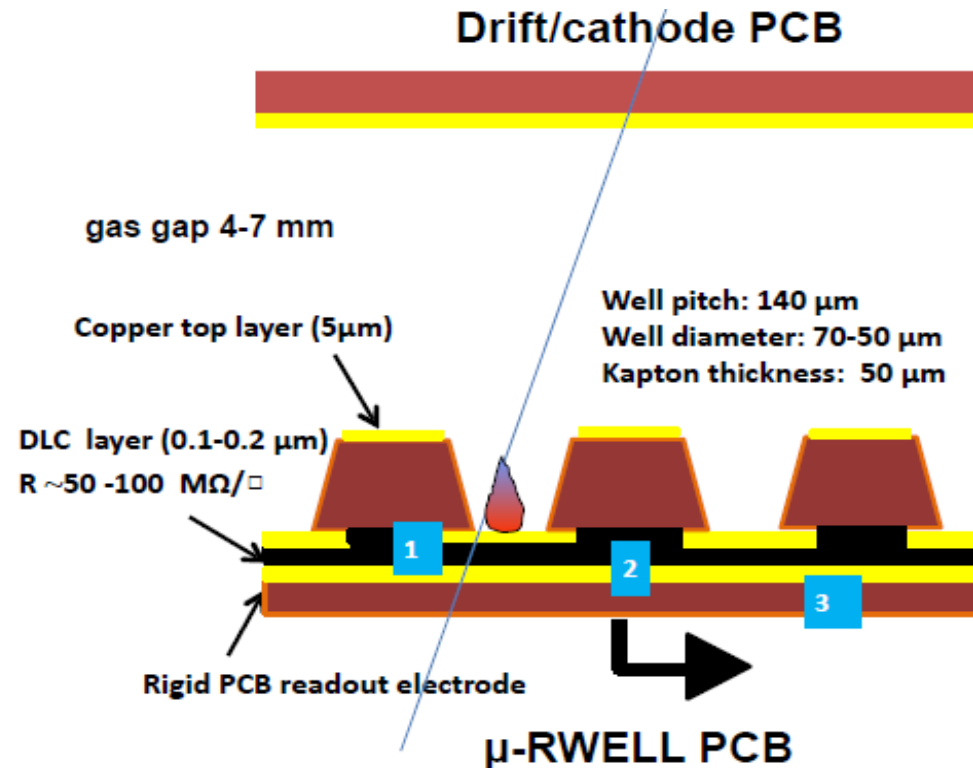 Drift/cathode PCB
gas gap 4-7 mm
Well pitch: 140 µm
Well diameter: 70-50 µm
Kapton thickness: 50 µm
Copper top layer (5µm)
DLC layer (0.1-0.2 µm)
R ~50 -100 MΩ/□
1
2
3
Rigid PCB readout electrode
µ-RWELL PCB